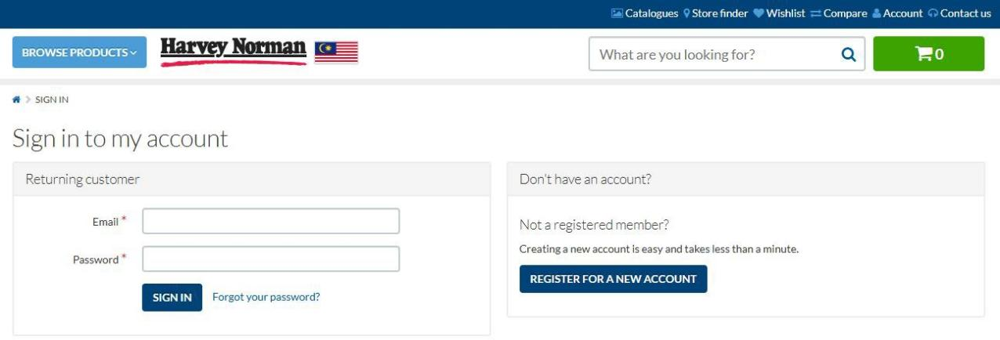 Catalogues Store finder Wishlist Compare Account Contact us
BROWSE PRODUCTS Harvey Norman What are you looking for? 0
SIGN IN
Sign in to my account
Returning customer
Email *
Password *
SIGN IN Forgot your password?
Don't have an account?
Not a registered member?
Creating a new account is easy and takes less than a minute.
REGISTER FOR A NEW ACCOUNT